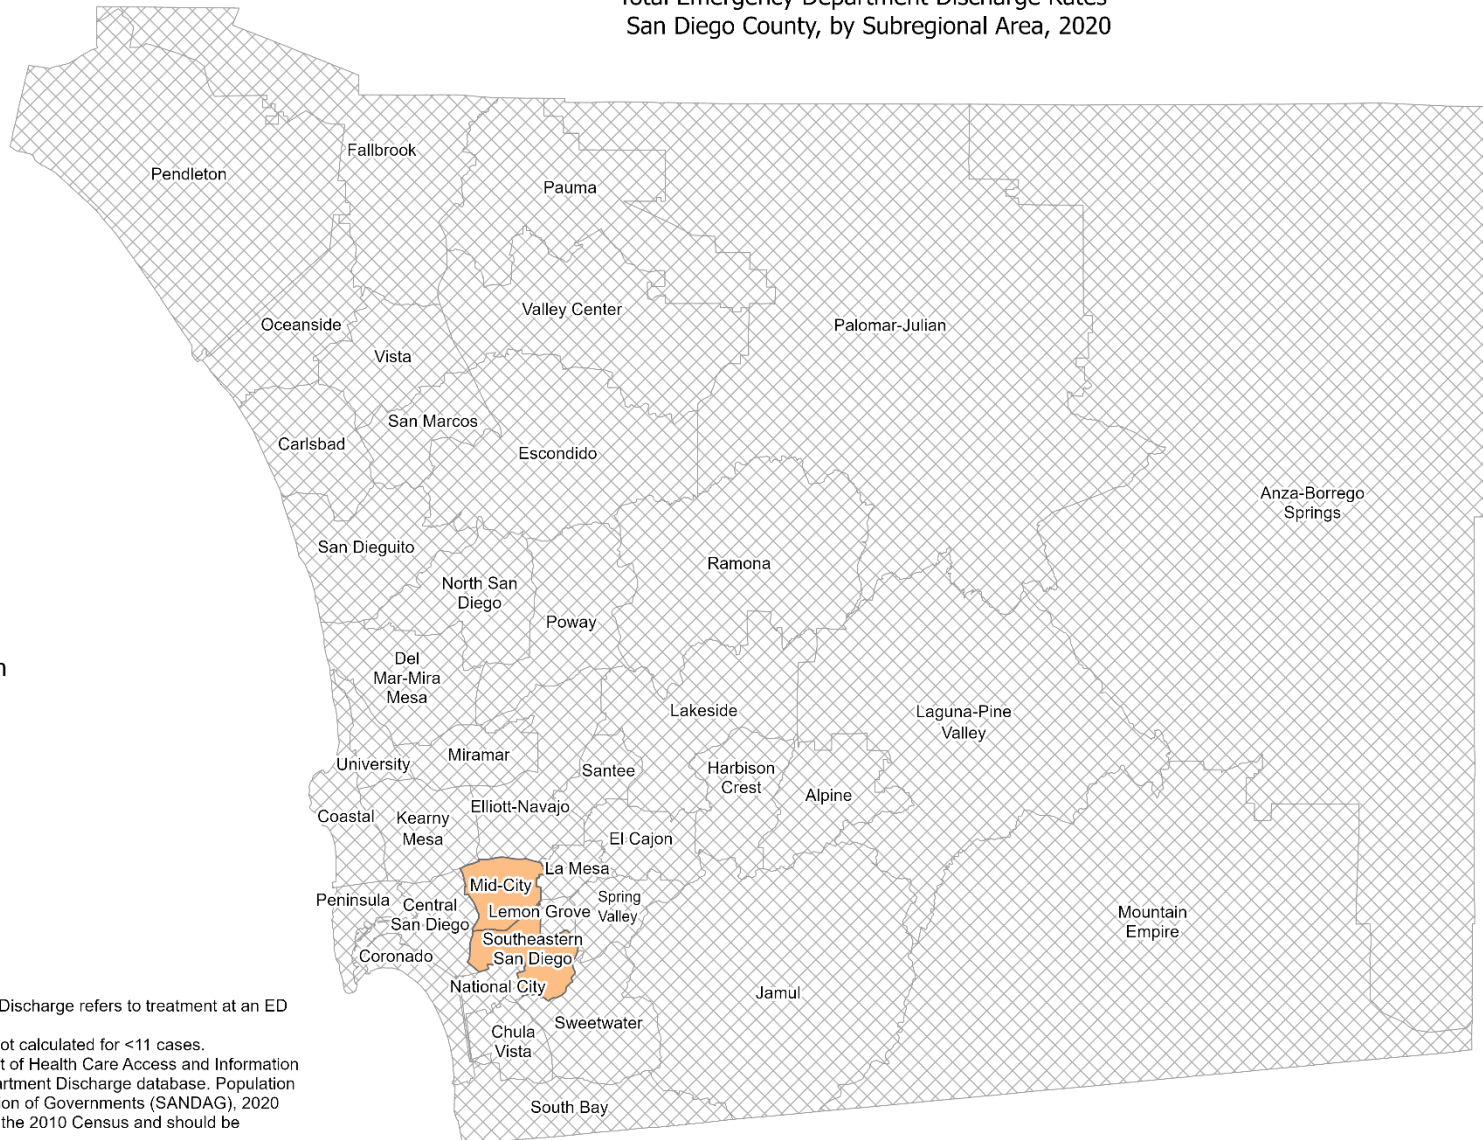 Total Emergency Department Discharge Rates
San Diego County, by Subregional Area, 2020
Fallbrook
Pendleton
Pauma
Valley Center
Oceanside
Palomar-Julian
Vista
San Marcos
Carlsbad
Escondido
Anza-Borrego
Springs
San Dieguito
Ramona
North San
Diego
Poway
Del
Mar-Mira
Mesa
Lakeside
Laguna-Pine
Valley
Miramar
University
Santee
Harbison
Crest
Alpine
Elliott-Navajo
Coastal
Kearny
Mesa
El Cajon
La Mesa
Mid-City
Peninsula
Central
San Diego
Lemon Grove
Spring
Valley
Mountain
Empire
Southeastern
San Diego
Coronado
National City
Jamul
Sweetwater
Chula
Vista
South Bay
Discharge refers to treatment at an ED
ot calculated for <11 cases.
t of Health Care Access and Information
artment Discharge database. Population
ion of Governments (SANDAG), 2020
the 2010 Census and should be